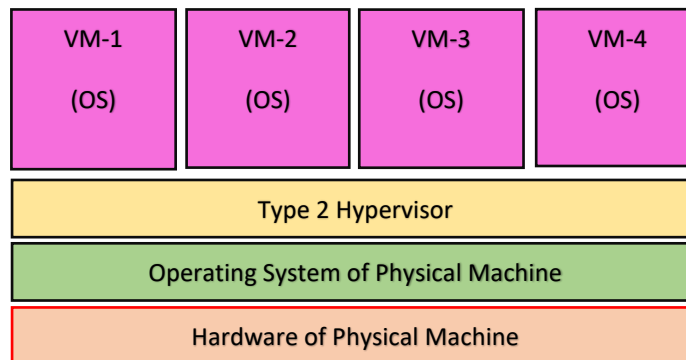 VM-1 VM-2 VM-3 VM-4
(OS) (OS) (OS) (OS)
Type 2 Hypervisor
Operating System of Physical Machine
Hardware of Physical Machine